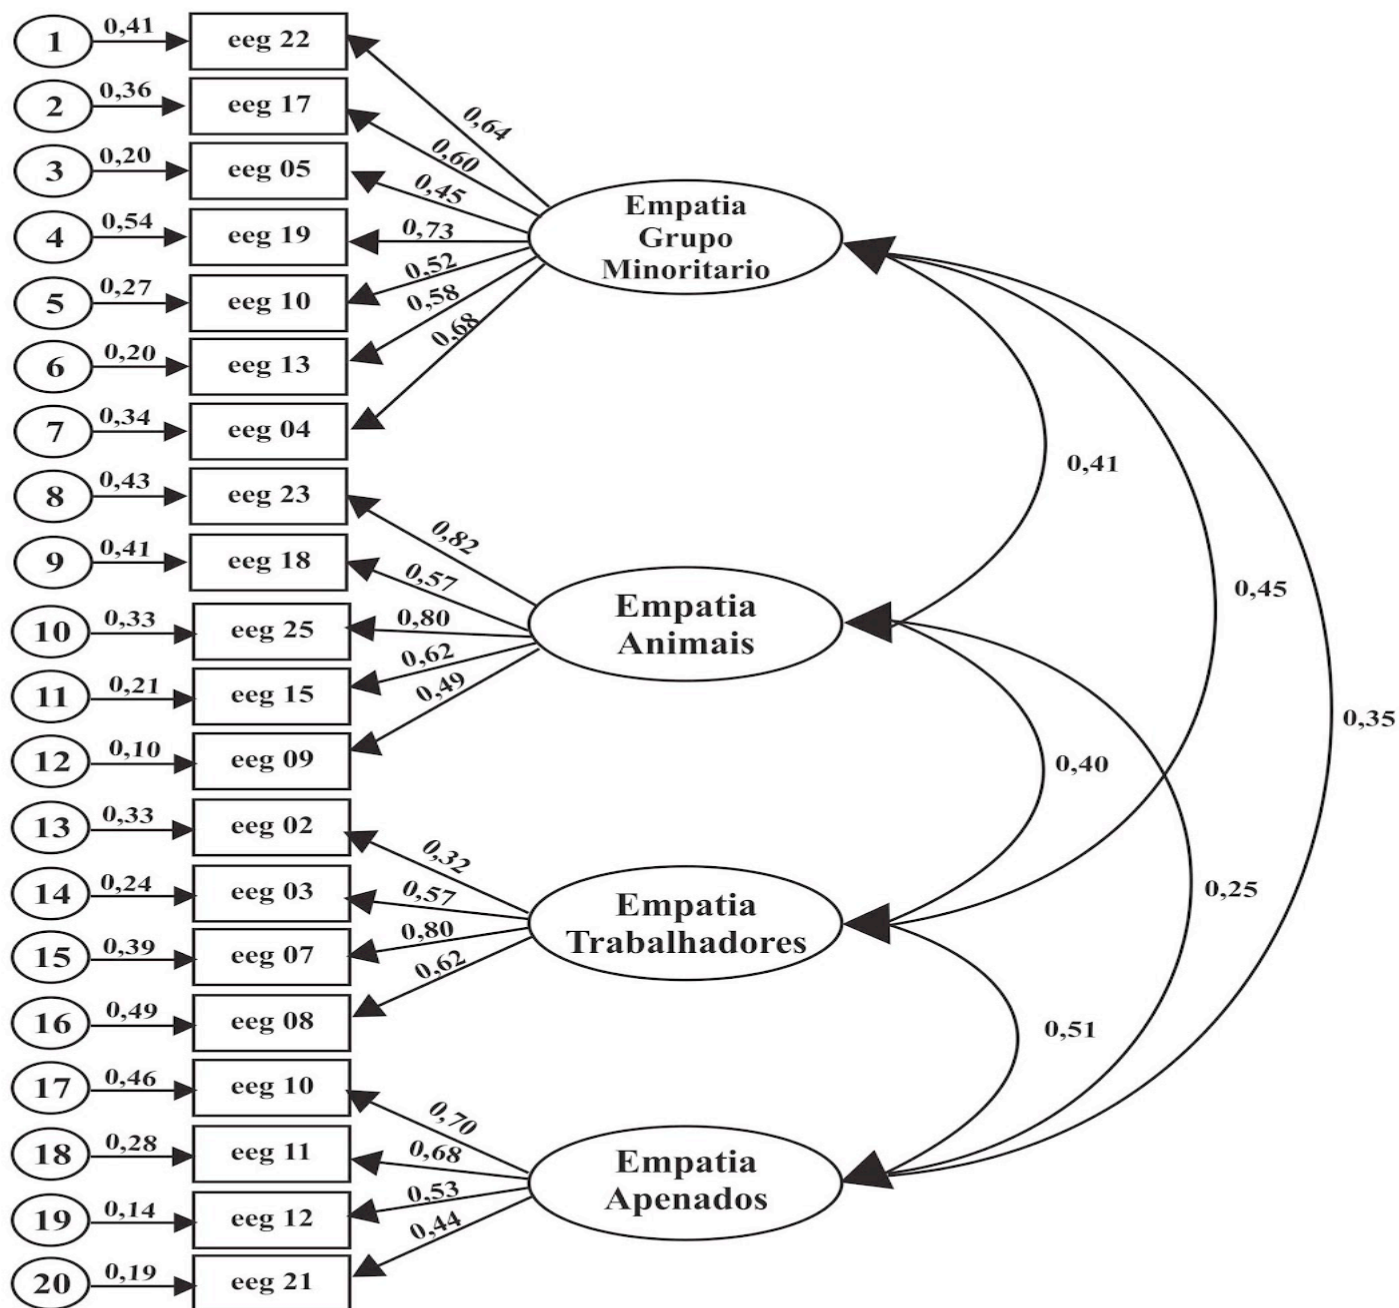 1 0,41 eeg 22
2 0,36 eeg 17
3 0,20 eeg 05
4 0,54 eeg 19
5 0,27 eeg 10
6 0,20 eeg 13
7 0,34 eeg 04
0,64
0,60
0,45
0,73
0,52
0,58
0,68
Empatia
Grupo
Minoritario
8 0,43 eeg 23
9 0,41 eeg 18
10 0,33 eeg 25
11 0,21 eeg 15
12 0,10 eeg 09
0,82
0,57
0,80
0,62
0,49
Empatia
Animais
13 0,33 eeg 02
14 0,24 eeg 03
15 0,39 eeg 07
16 0,49 eeg 08
0,32
0,57
0,80
0,62
Empatia
Trabalhadores
17 0,46 eeg 10
18 0,28 eeg 11
19 0,14 eeg 12
20 0,19 eeg 21
0,70
0,68
0,53
0,44
Empatia
Apenados
0,41
0,45
0,35
0,40
0,25
0,51